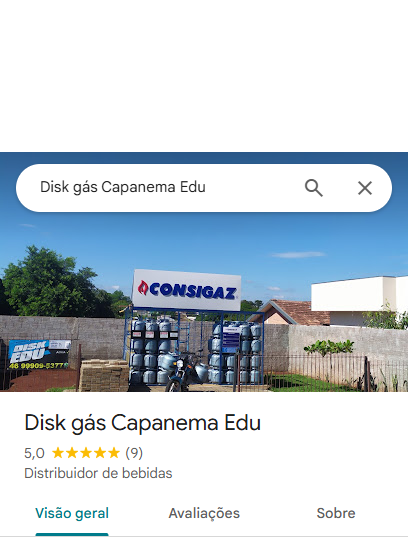 Disk gás Capanema Edu
CONSIGAZ
DISK
EDU
46 99909-5377
Disk gás Capanema Edu
5,0 (9)
Distribuidor de bebidas
Visão geral
Avaliações
Sobre